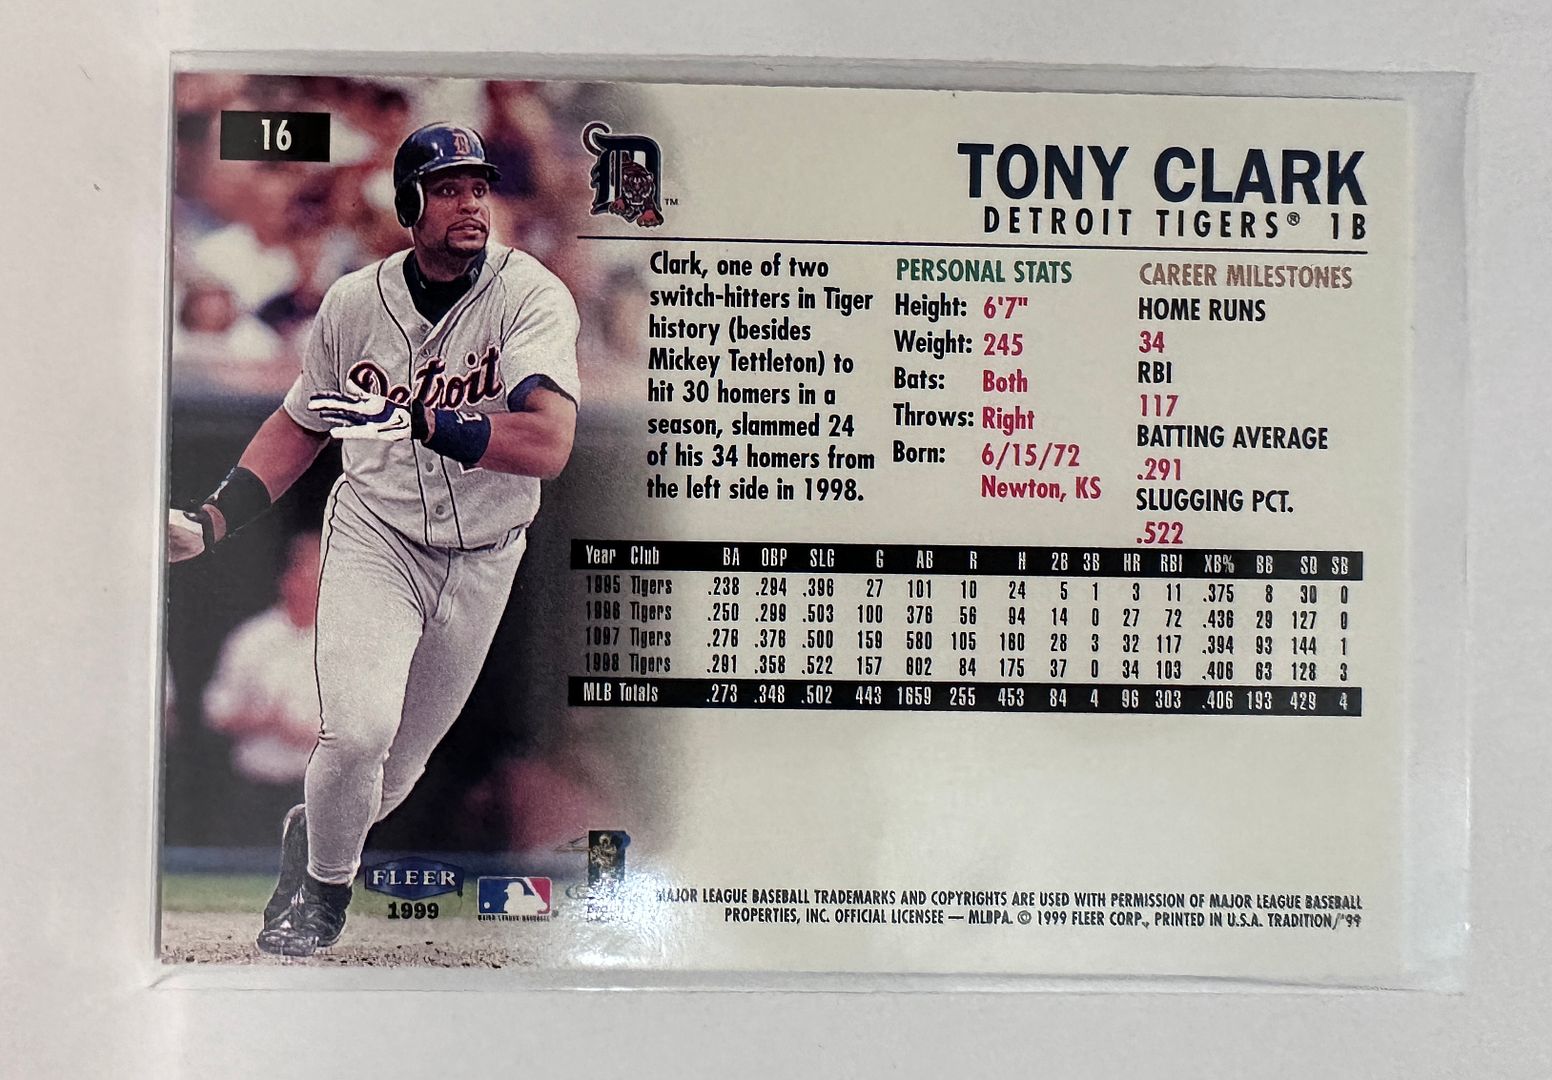 16
D
TM
TONY CLARK
DETROIT TIGERS® 1B
Detroit
Clark, one of two
switch-hitters in Tiger
history (besides
Mickey Tettleton) to
hit 30 homers in a
season, slammed 24
of his 34 homers from
the left side in 1998.
PERSONAL STATS
Height: 6'7"
Weight: 245
Bats: Both
Throws: Right
Born: 6/15/72
Newton, KS
CAREER MILESTONES
HOME RUNS
34
RBI
117
BATTING AVERAGE
.291
SLUGGING PCT.
.522
Year Club BA OBP SLG G AB R H 2B 3B HR RBI XB% BB SO SB
1995 Tigers .238 .294 .396 27 101 10 24 5 1 3 11 .375 8 30 0
1996 Tigers .250 .299 .503 100 376 56 94 14 0 27 72 .436 29 127 0
1997 Tigers .276 .376 .500 159 580 105 160 28 3 32 117 .394 93 144 1
1998 Tigers .291 .358 .522 157 602 84 175 37 0 34 103 .406 63 128 3
MLB Totals .273 .348 .502 443 1659 255 453 84 4 96 303 .406 193 429 4
FLEER
1999
MAJOR LEAGUE BASEBALL TRADEMARKS AND COPYRIGHTS ARE USED WITH PERMISSION OF MAJOR LEAGUE BASEBALL
PROPERTIES, INC. OFFICIAL LICENSEE — MLBPA. © 1999 FLEER CORP., PRINTED IN U.S.A. TRADITION/'99